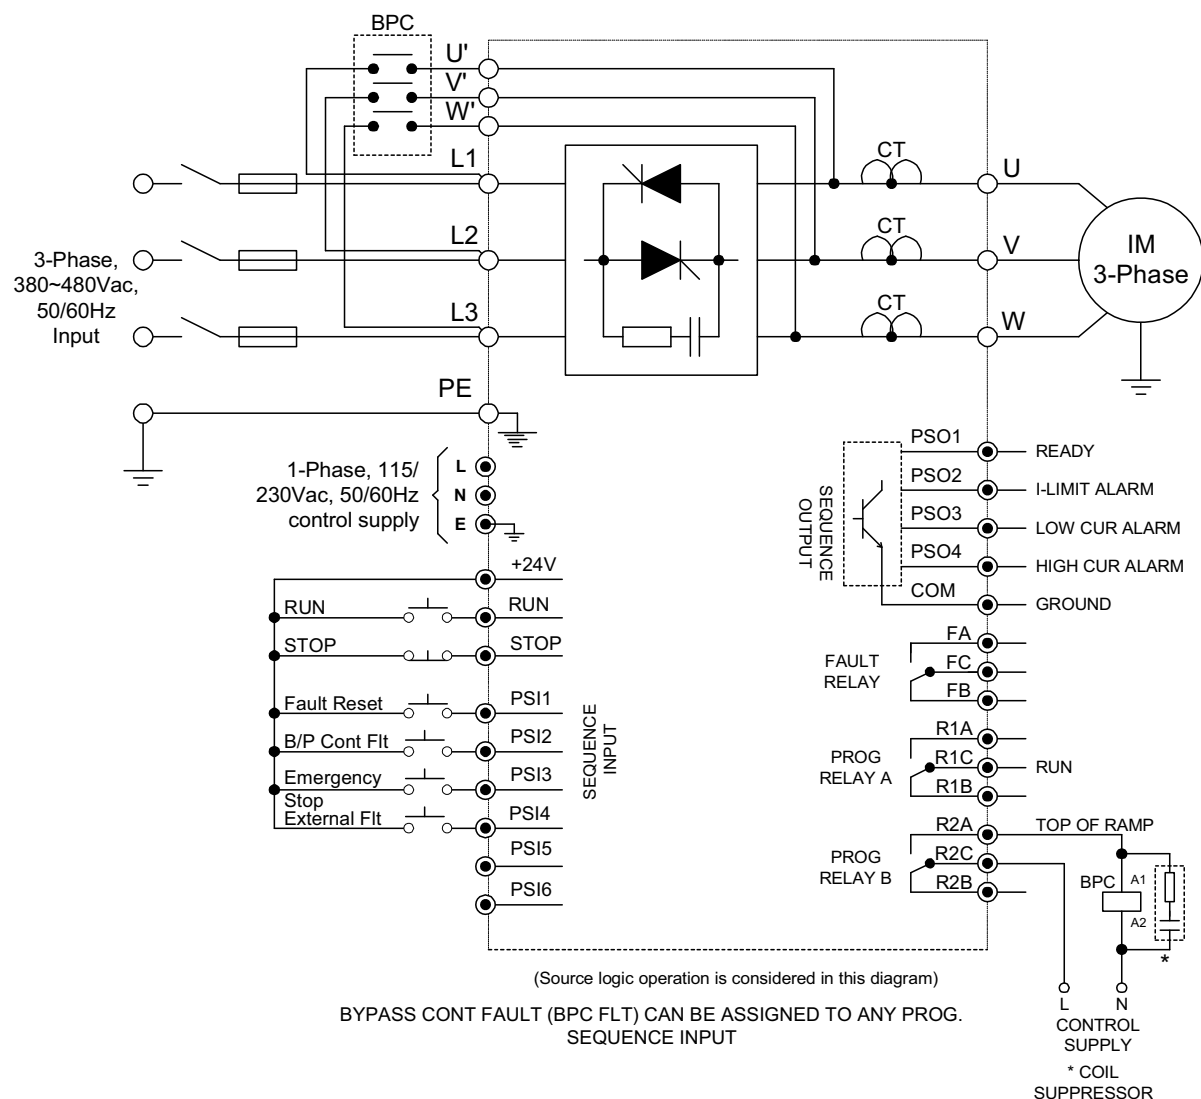 BPC
U'
V'
W'
L1
L2
L3
CT
CT
CT
U
V
W
IM
3-Phase
3-Phase,
380~480Vac,
50/60Hz
Input
PE
1-Phase, 115/
230Vac, 50/60Hz
control supply
L
N
E
+24V
RUN
RUN
STOP
STOP
Fault Reset
PSI1
B/P Cont Flt
PSI2
Emergency
Stop
PSI3
External Flt
PSI4
PSI5
PSI6
SEQUENCE
INPUT
SEQUENCE
OUTPUT
PSO1
READY
PSO2
I-LIMIT ALARM
PSO3
LOW CUR ALARM
PSO4
HIGH CUR ALARM
COM
GROUND
FAULT
RELAY
FA
FC
FB
PROG
RELAY A
R1A
R1C
RUN
R1B
PROG
RELAY B
R2A
TOP OF RAMP
R2C
R2B
BPC
A1
A2
*
L
N
CONTROL
SUPPLY
* COIL
SUPPRESSOR
(Source logic operation is considered in this diagram)
BYPASS CONT FAULT (BPC FLT) CAN BE ASSIGNED TO ANY PROG.
SEQUENCE INPUT